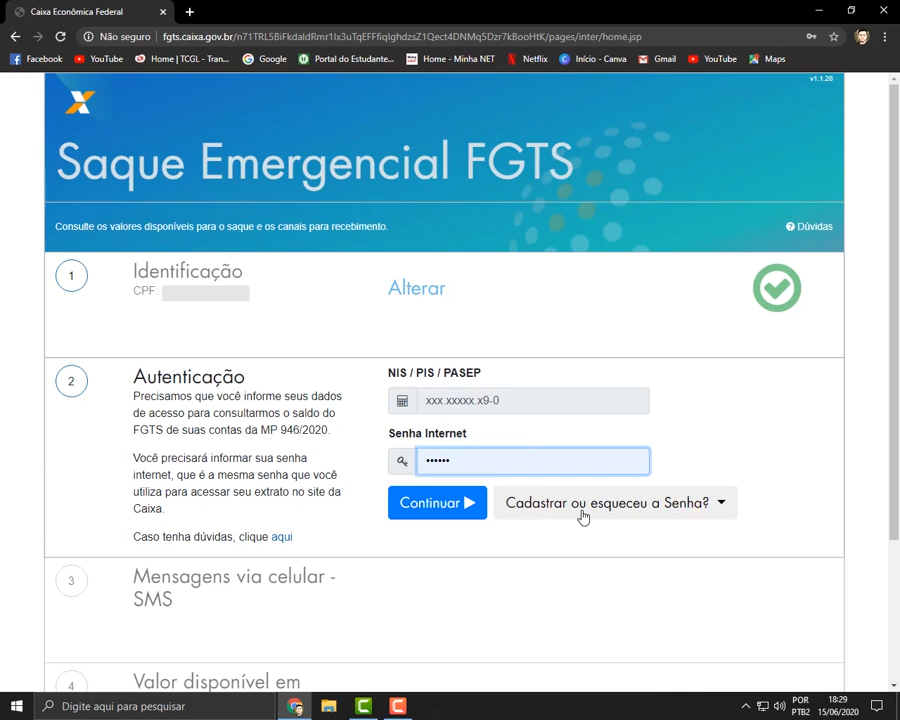 Caixa Econômica Federal
Não seguro
fgts.caixa.gov.br/n71TRL5BiFkdaldRmr1Ix3uTqEFFfiqlghdzsZ1Qect4DNMq5Dzr7kBooHtK/pages/inter/home.jsp
Facebook
YouTube
Home | TCGL - Tran...
Google
Portal do Estudante...
Home - Minha NET
Netflix
Início - Canva
Gmail
YouTube
Maps
v1.1.28
Saque Emergencial FGTS
Consulte os valores disponíveis para o saque e os canais para recebimento.
Dúvidas
1
Identificação
CPF:
Alterar
2
Autenticação
Precisamos que você informe seus dados
de acesso para consultarmos o saldo do
FGTS de suas contas da MP 946/2020.
Você precisará informar sua senha
internet, que é a mesma senha que você
utiliza para acessar seu extrato no site da
Caixa.
Caso tenha dúvidas, clique aqui
NIS / PIS / PASEP
xxx.xxxxx.x9-0
Senha Internet
••••••
Continuar
Cadastrar ou esqueceu a Senha?
3
Mensagens via celular -
SMS
4
Valor disponível em
Digite aqui para pesquisar
POR
PTB2
18:29
15/06/2020